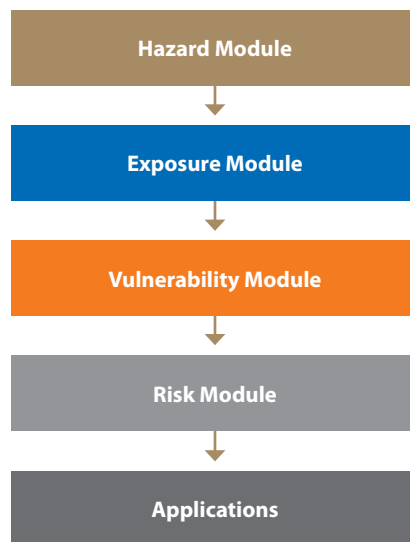 Hazard Module
Exposure Module
Vulnerability Module
Risk Module
Applications